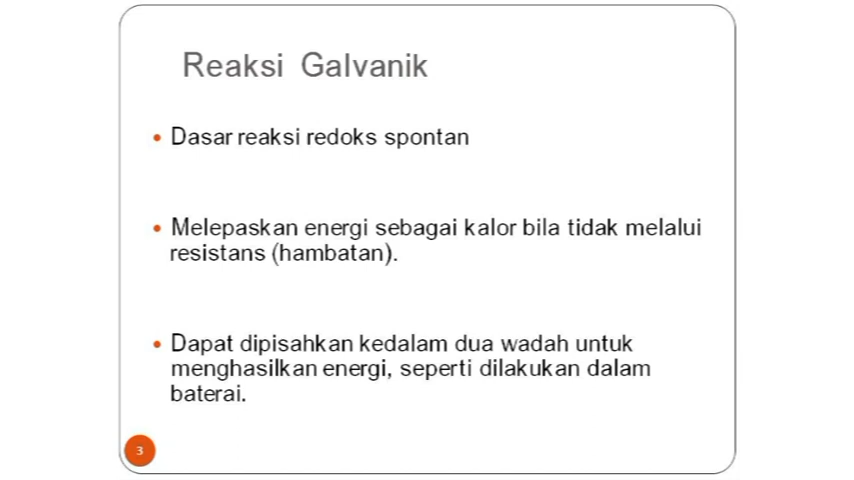 Reaksi Galvanik
• Dasar reaksi redoks spontan
• Melepaskan energi sebagai kalor bila tidak melalui
resistans (hambatan).
• Dapat dipisahkan kedalam dua wadah untuk
menghasilkan energi, seperti dilakukan dalam
baterai.
3